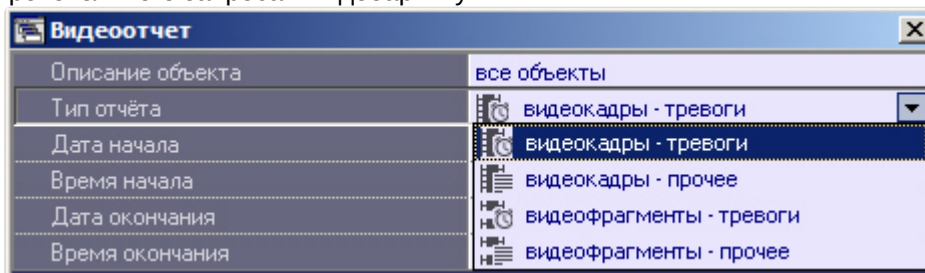 Видеоотчет
Описание объекта все объекты
Тип отчёта видеокадры - тревоги
Дата начала видеокадры - тревоги
Время начала видеокадры - прочее
Дата окончания видеофрагменты - тревоги
Время окончания видеофрагменты - прочее